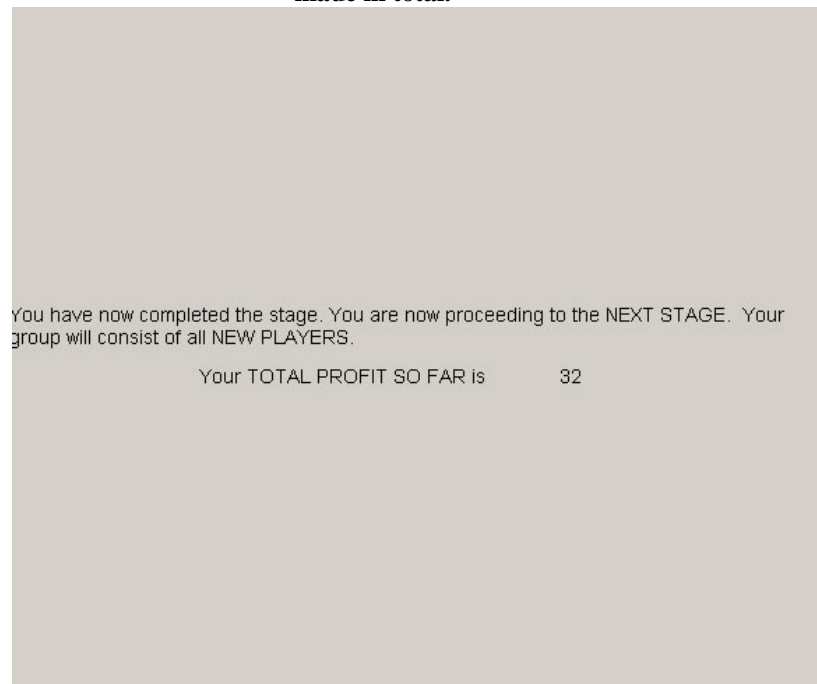 made in total.
You have now completed the stage. You are now proceeding to the NEXT STAGE. Your
group will consist of all NEW PLAYERS.
Your TOTAL PROFIT SO FAR is 32